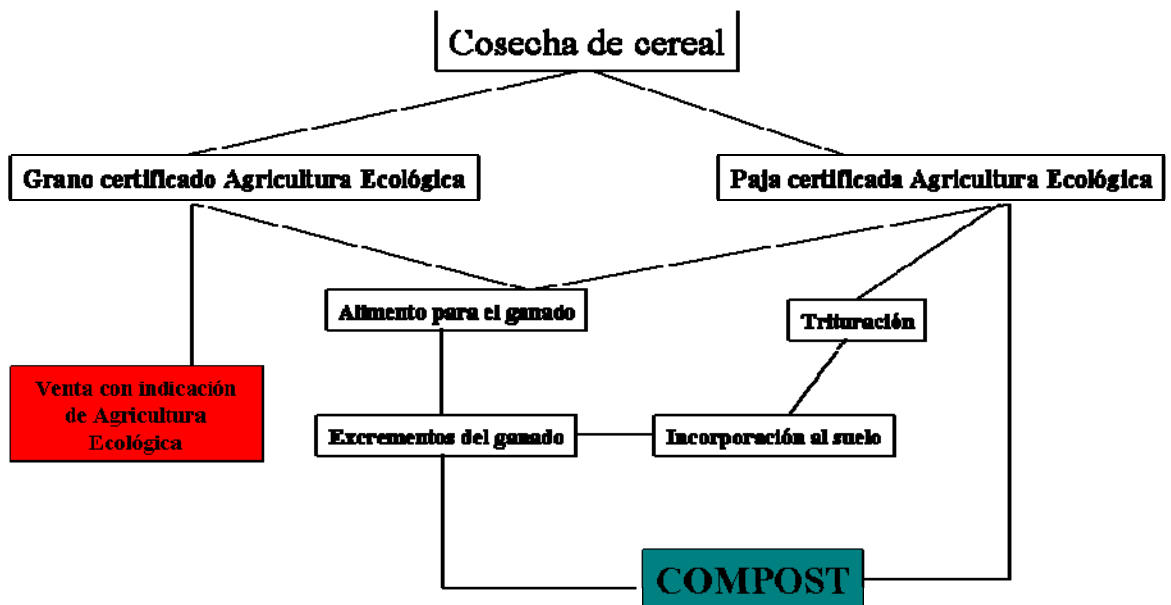 Cosecha de cereal
Grano certificado Agricultura Ecológica
Paja certificada Agricultura Ecológica
Alimento para el ganado
Trituración
Venta con indicación
de Agricultura
Ecológica
Excrementos del ganado
Incorporación al suelo
COMPOST